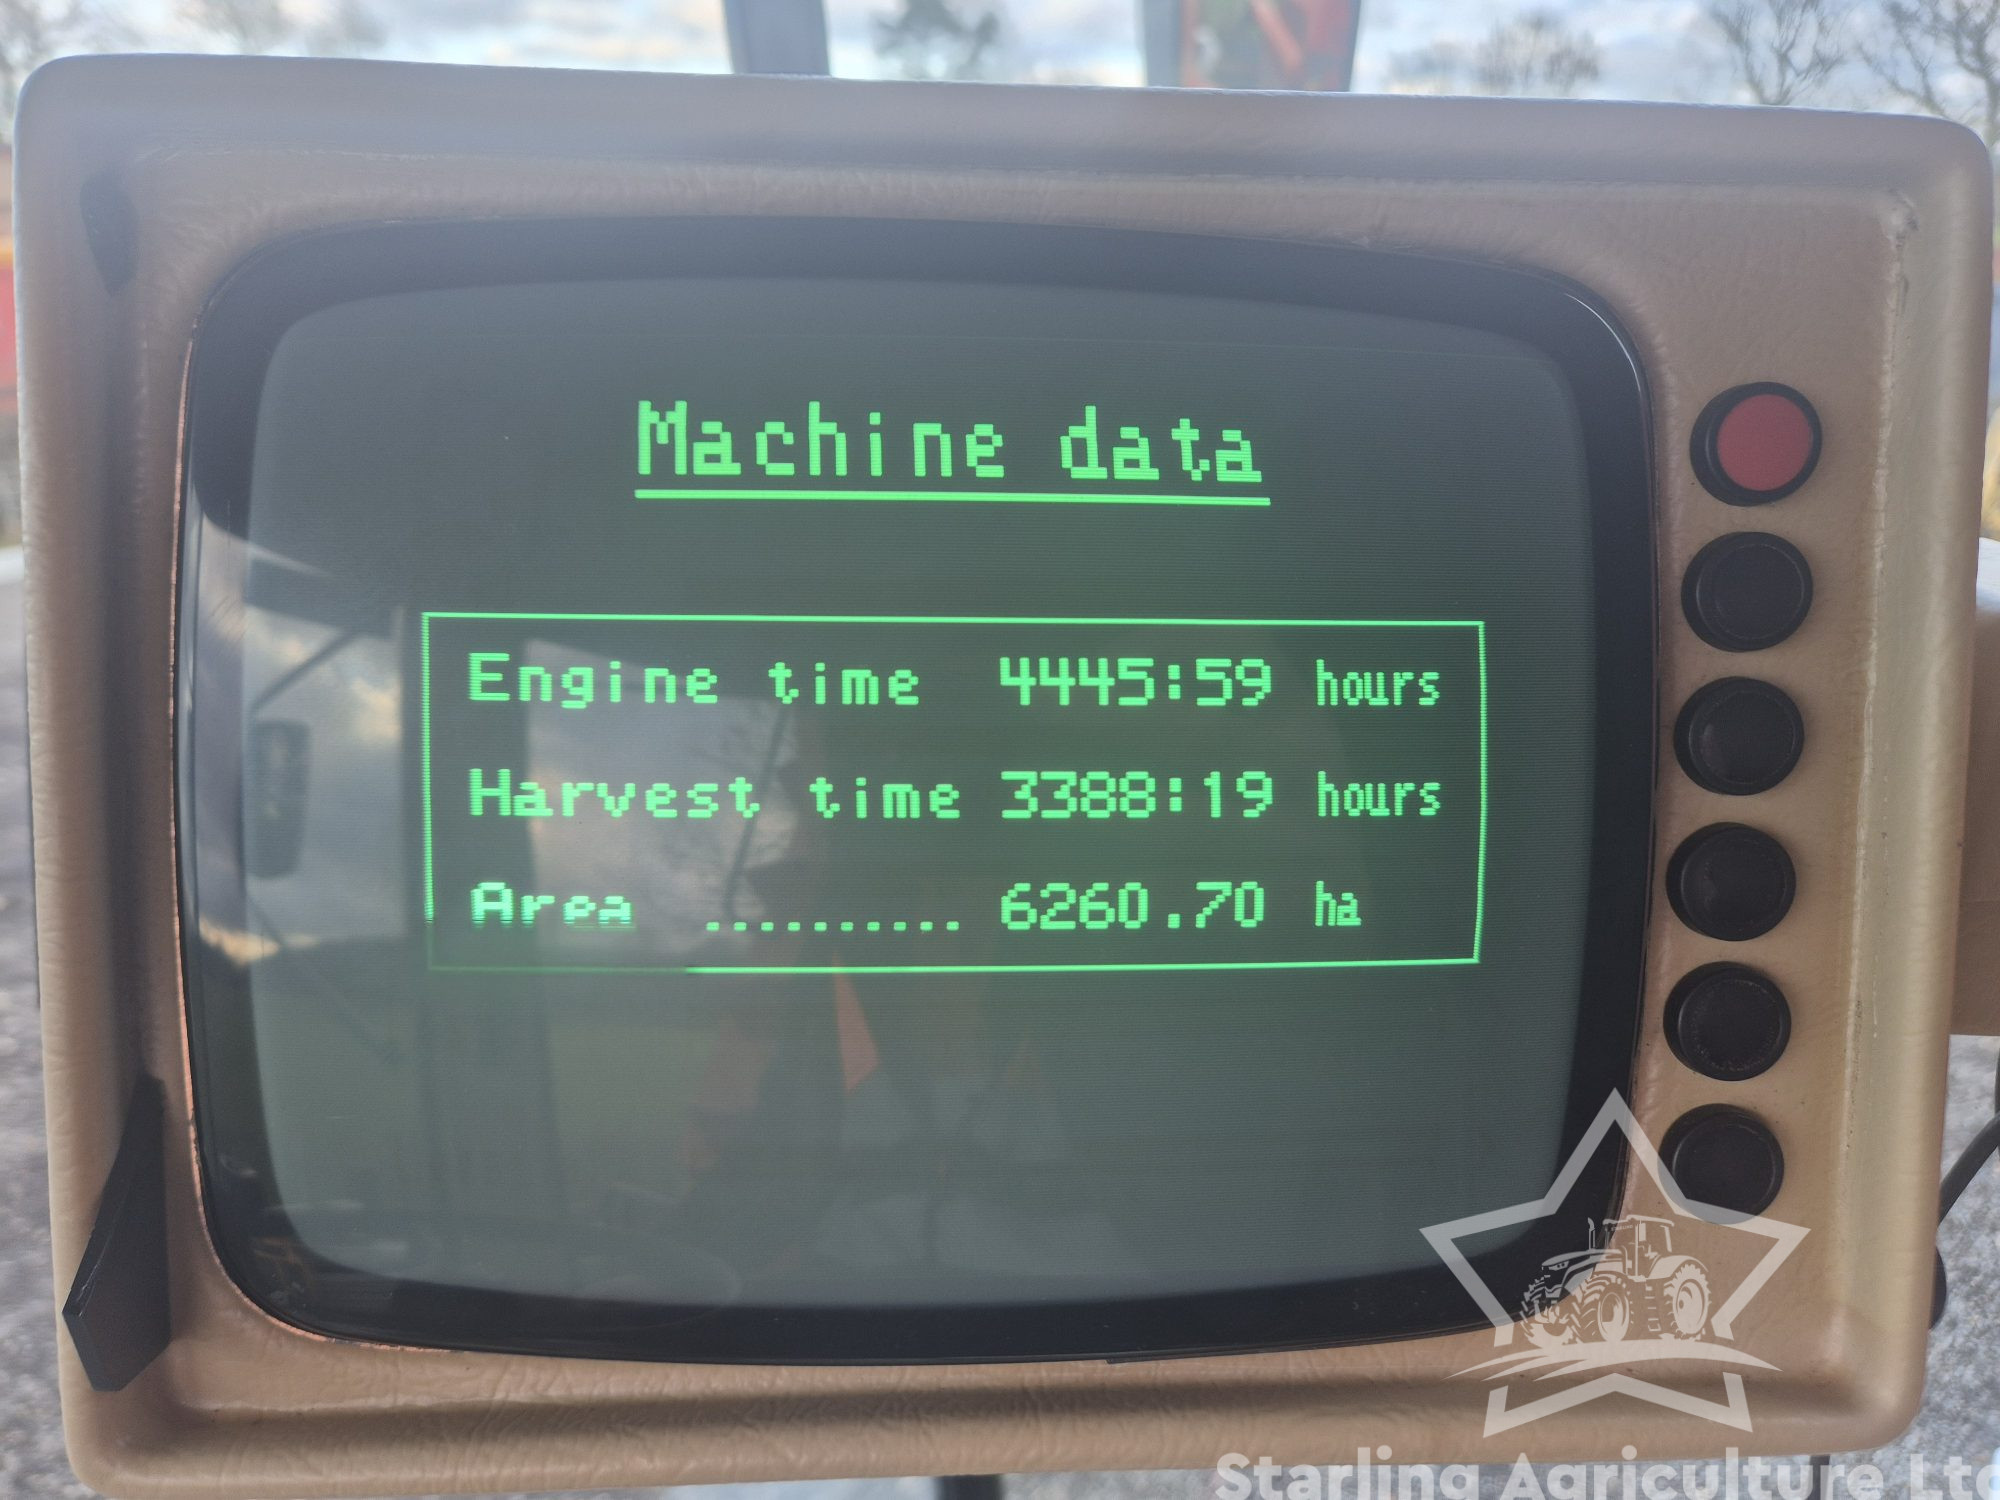 Machine data
Engine time 4445:59 hours
Harvest time 3388:19 hours
Area .......... 6260.70 ha
Starling Agriculture Ltd